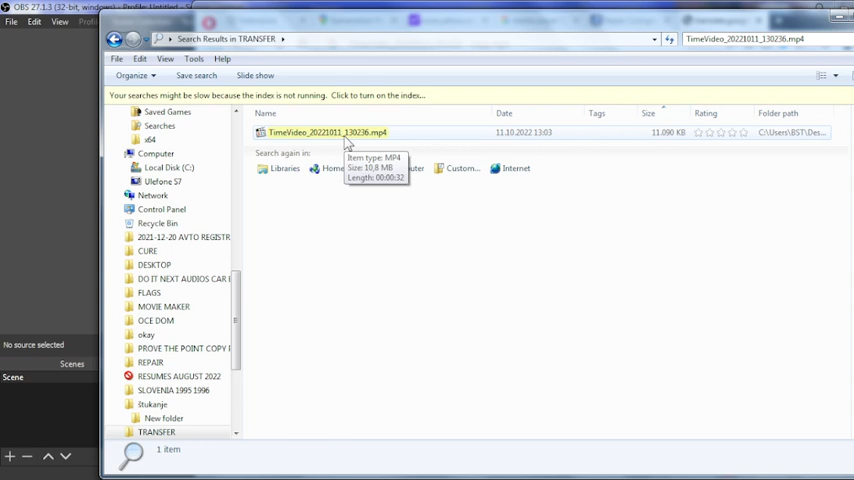 OBS 27.1.3 (32-bit, windows) - Profile: Untitled - S
File Edit View Profil
Search Results in TRANSFER
TimeVideo_20221011_130236.mp4
File Edit View Tools Help
Organize Save search Slide show
Your searches might be slow because the index is not running. Click to turn on the index...
Name Date Tags Size Rating Folder path
TimeVideo_20221011_130236.mp4 11.10.2022 13:03 11.090 KB C:\Users\BST\Des...
Search again in:
Libraries Custom... Internet
Item type: MP4
Size: 10,8 MB
Length: 00:00:32
Saved Games
Searches
x64
Computer
Local Disk (C:)
Ulefone S7
Network
Control Panel
Recycle Bin
2021-12-20 AVTO REGISTR
CURE
DESKTOP
DO IT NEXT AUDIOS CAR
FLAGS
MOVIE MAKER
OCE DOM
okay
PROVE THE POINT COPY
REPAIR
RESUMES AUGUST 2022
SLOVENIA 1995 1996
štukanje
New folder
TRANSFER
No source selected
Scenes
Scene
1 item